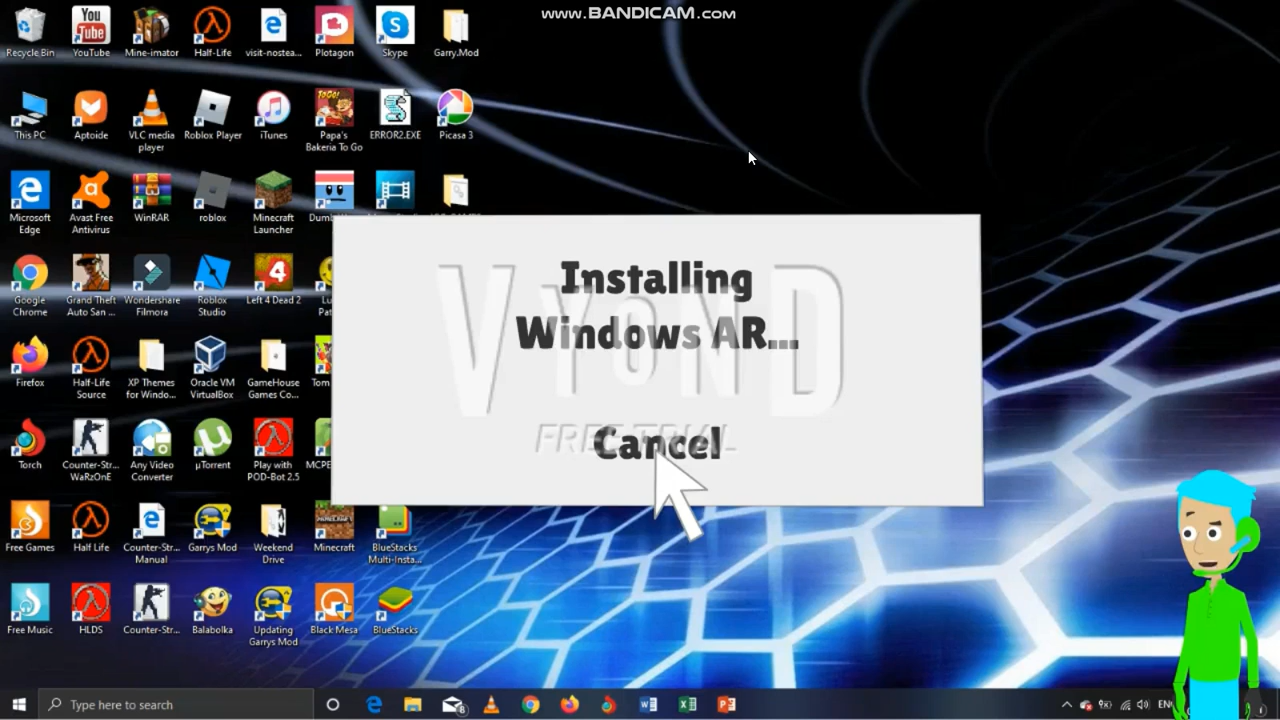 www.BANDICAM.com
Recycle Bin
YouTube
Mine-imator
Half-Life
visit-nostea...
Plotagon
Skype
Garry.Mod
This PC
Aptoide
VLC media
player
Roblox Player
iTunes
Papa's
Bakeria To Go
ERROR2.EXE
Picasa 3
Microsoft
Edge
Avast Free
Antivirus
WinRAR
roblox
Minecraft
Launcher
Google
Chrome
Grand Theft
Auto San ...
Wondershare
Filmora
Roblox
Studio
Left 4 Dead 2
Firefox
Half-Life
Source
XP Themes
for Windo...
Oracle VM
VirtualBox
GameHouse
Games Co...
Torch
Counter-Str...
WaRzOnE
Any Video
Converter
µTorrent
Play with
POD-Bot 2.5
Free Games
Half Life
Counter-Str...
Manual
Garrys Mod
Weekend
Drive
Minecraft
BlueStacks
Multi-Insta...
Free Music
HLDS
Counter-Str...
Balabolka
Updating
Garrys Mod
Black Mesa
BlueStacks
Installing
Windows AR...
Cancel
VYOND
FREE TRIAL
Type here to search